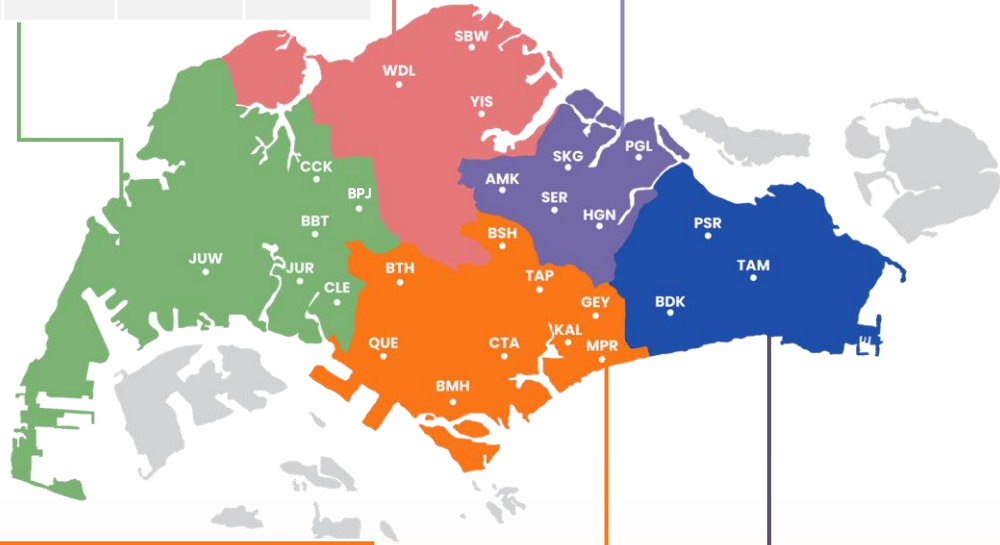 SBW
WDL
YIS
SKG
PGL
CCK
AMK
BPJ
SER
HGN
BBT
PSR
BSH
JUW
JUR
BTH
TAM
TAP
CLE
GEY
BDK
KAL
QUE
CTA
MPR
BMH